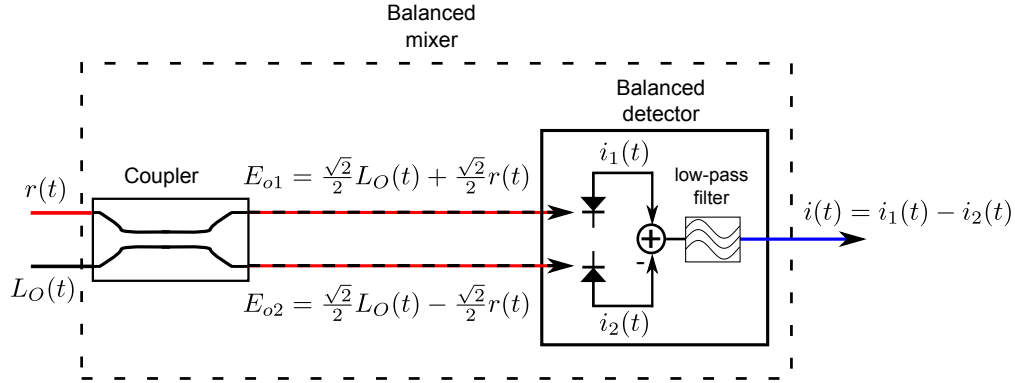 Balanced
mixer
Balanced
detector
Coupler
r(t)
L_O(t)
E_{o1} = \frac{\sqrt{2}}{2}L_O(t) + \frac{\sqrt{2}}{2}r(t)
E_{o2} = \frac{\sqrt{2}}{2}L_O(t) - \frac{\sqrt{2}}{2}r(t)
i_1(t)
low-pass
filter
+
-
i_2(t)
i(t) = i_1(t) - i_2(t)